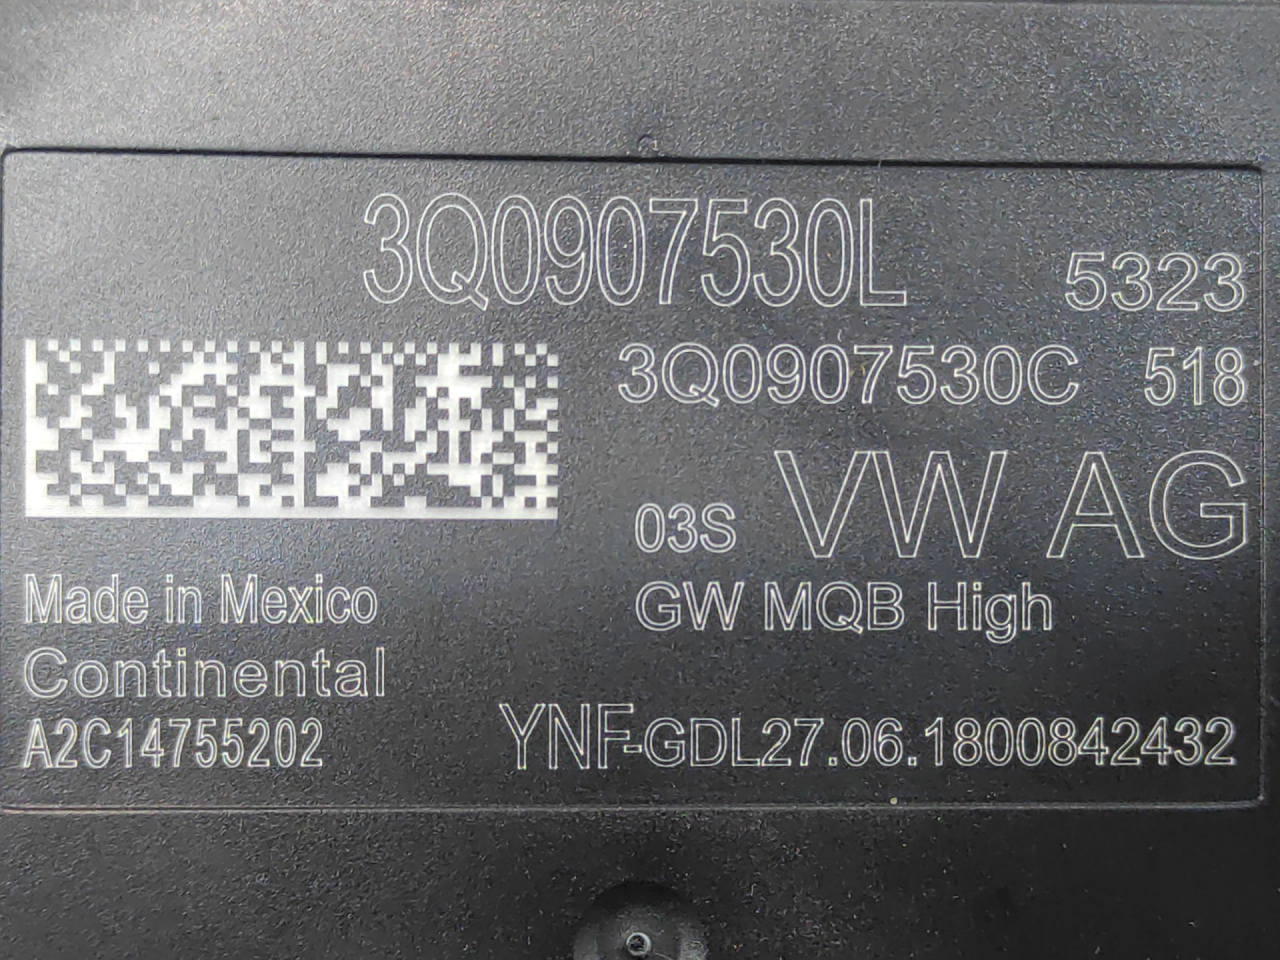 3Q0907530L 5323
3Q0907530C 518
03S VW AG
GW MQB High
Made in Mexico
Continental
A2C14755202
YNF-GDL27.06.1800842432